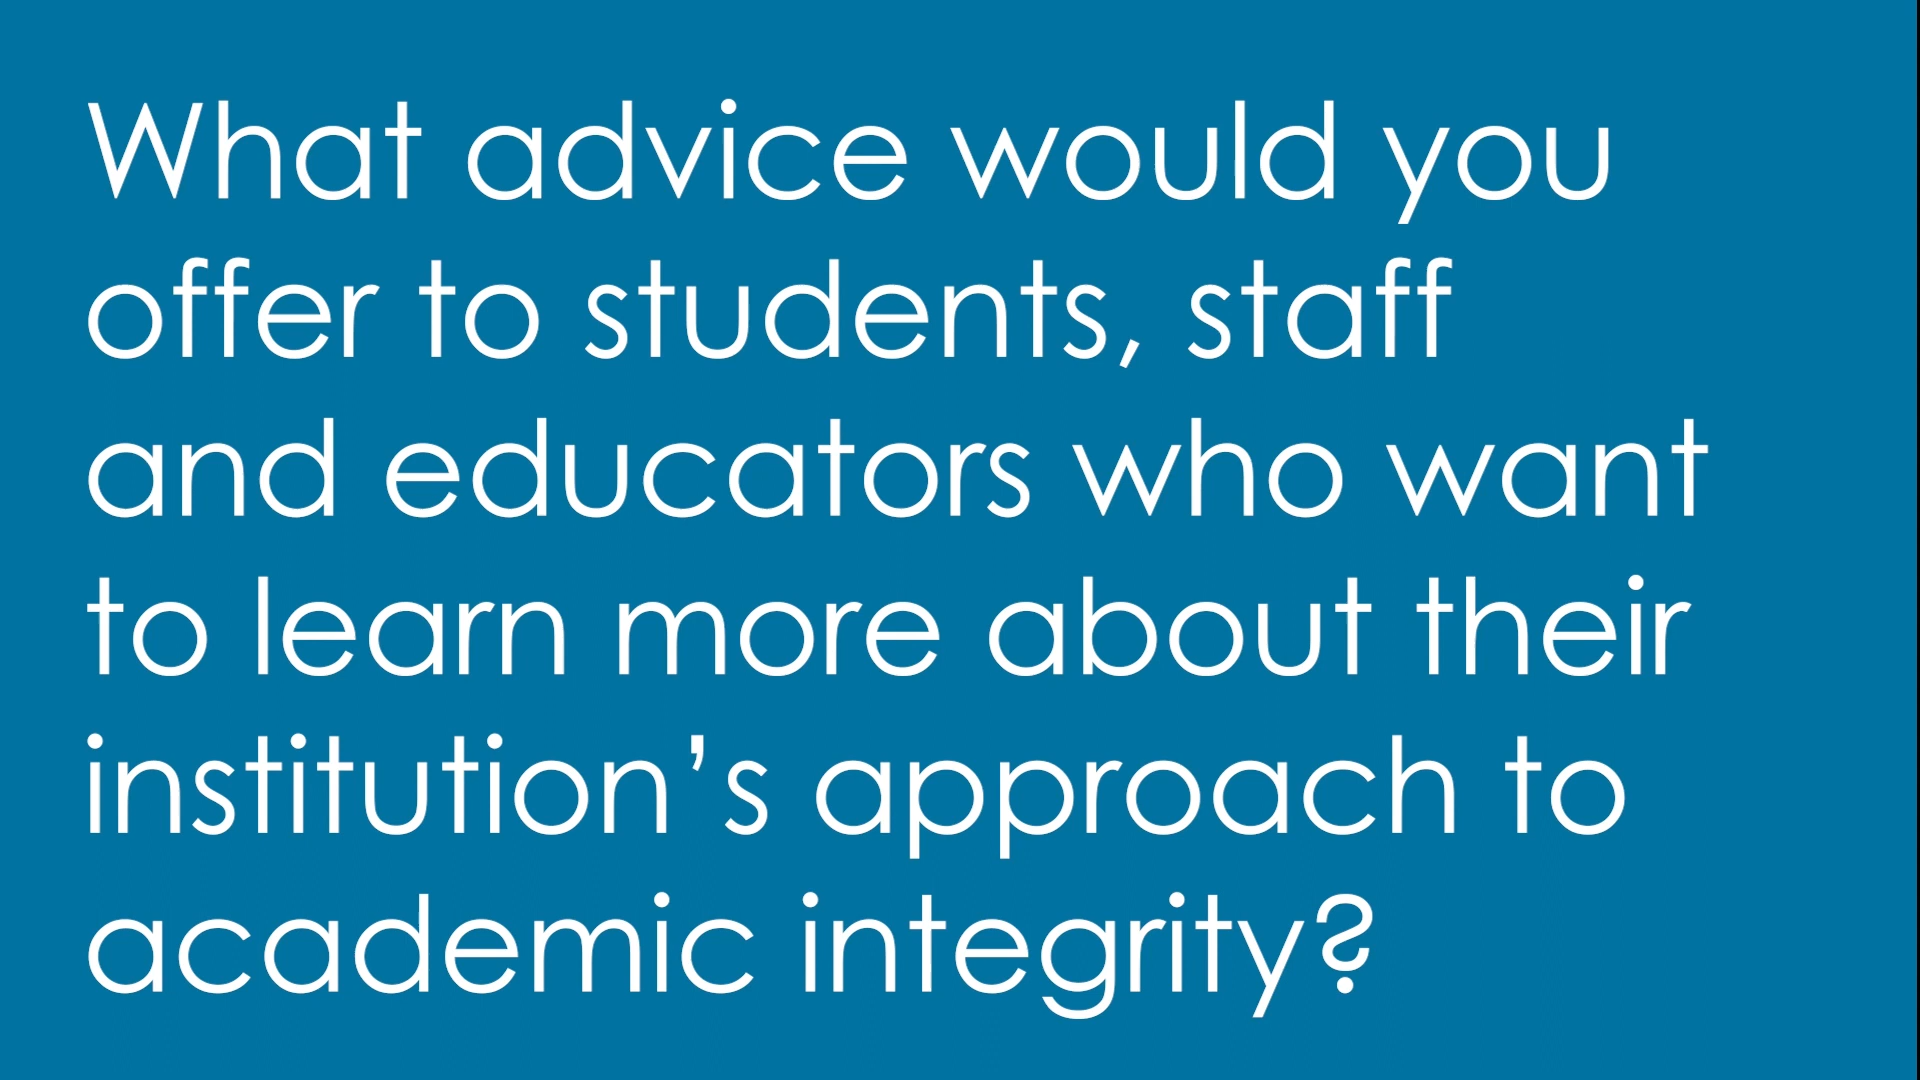 What advice would you
offer to students, staff
and educators who want
to learn more about their
institution’s approach to
academic integrity?